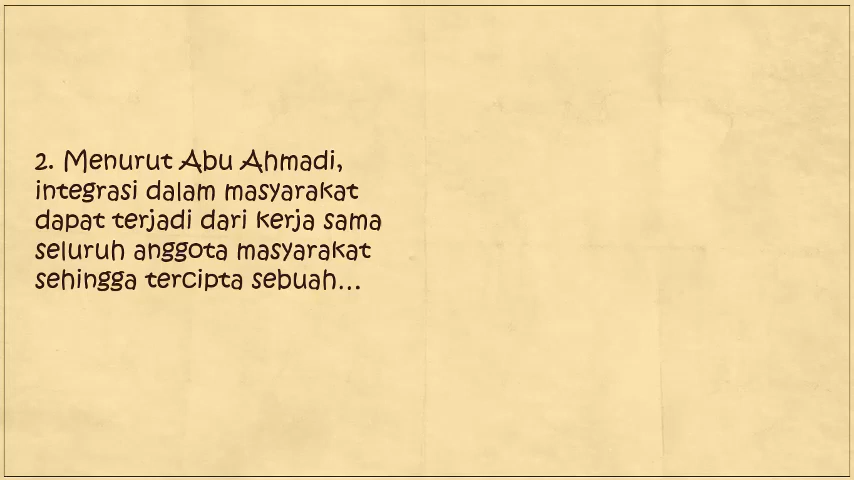 2. Menurut Abu Ahmadi,
integrasi dalam masyarakat
dapat terjadi dari kerja sama
seluruh anggota masyarakat
sehingga tercipta sebuah...